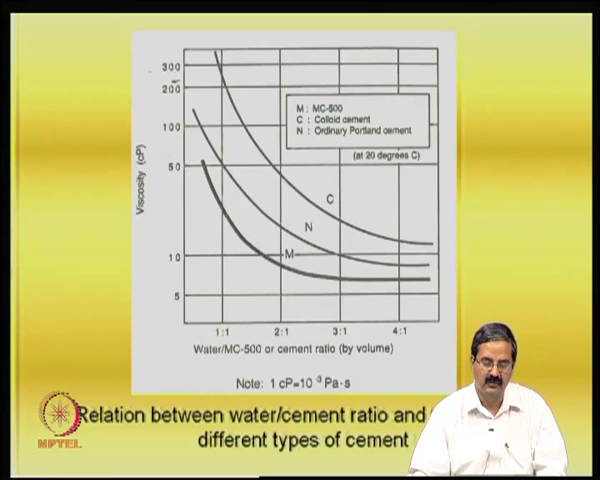 300
200
100
50
10
5
Viscosity (cP)
M : MC-500
C : Colloid cement
N : Ordinary Portland cement
(at 20 degrees C)
C
N
M
1:1 2:1 3:1 4:1
Water/MC-500 or cement ratio (by volume)
Note: 1 cP=10⁻³ Pa·s
Relation between water/cement ratio and
different types of cement
NPTEL